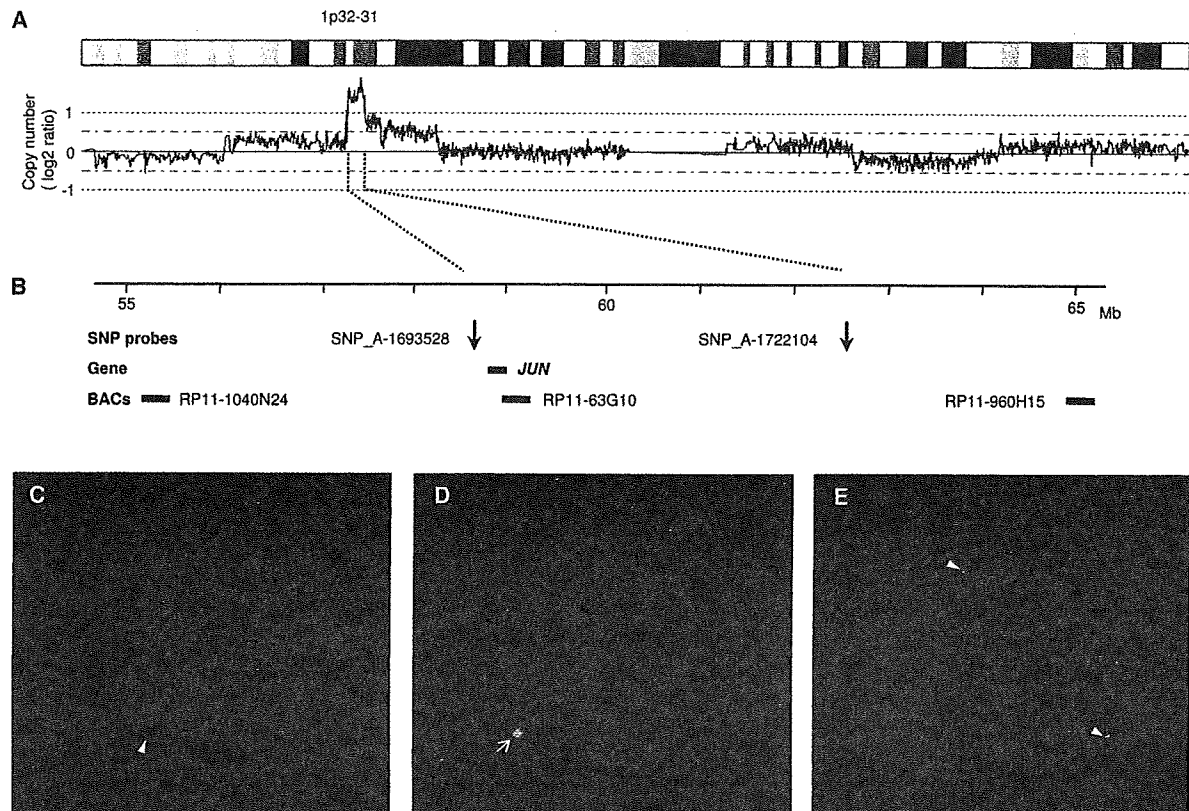 A
1p32-31
Copy number
(log2 ratio)
1
0
-1
B
55
60
65
Mb
SNP probes
SNP_A-1693528
SNP_A-1722104
Gene
JUN
BACs
RP11-1040N24
RP11-63G10
RP11-960H15
C
D
E